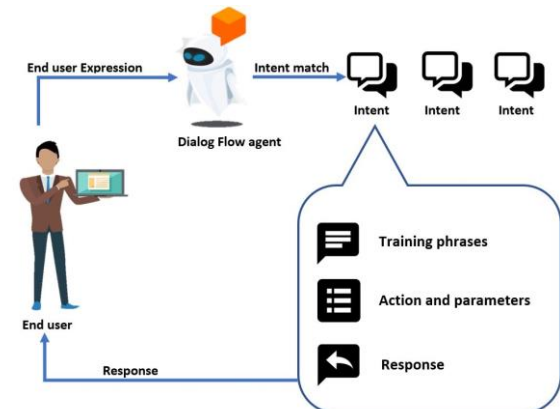 End user Expression
Intent match
Intent
Intent
Intent
Dialog Flow agent
Training phrases
Action and parameters
Response
End user
Response